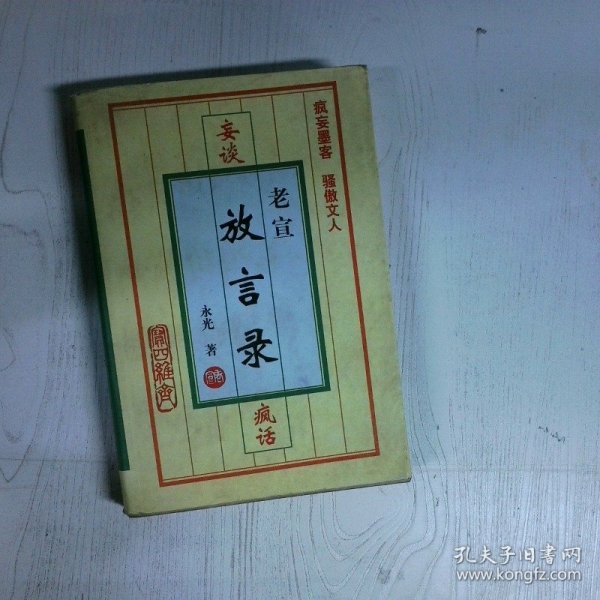 疯妄墨客 骚傲文人
妄谈
老宣
放言录
永光 著
疯话
孔夫子旧书网
www.kongfz.com